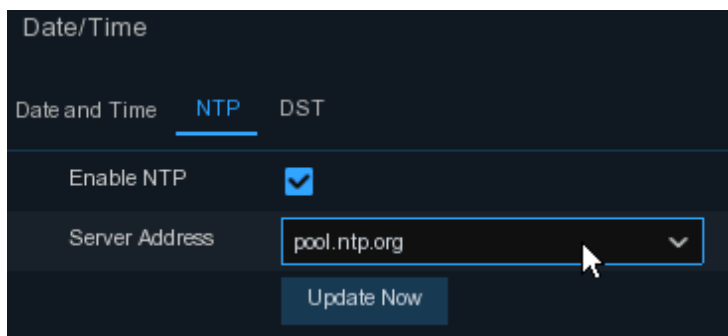 Date/Time
Date and Time NTP DST
Enable NTP
Server Address pool.ntp.org
Update Now